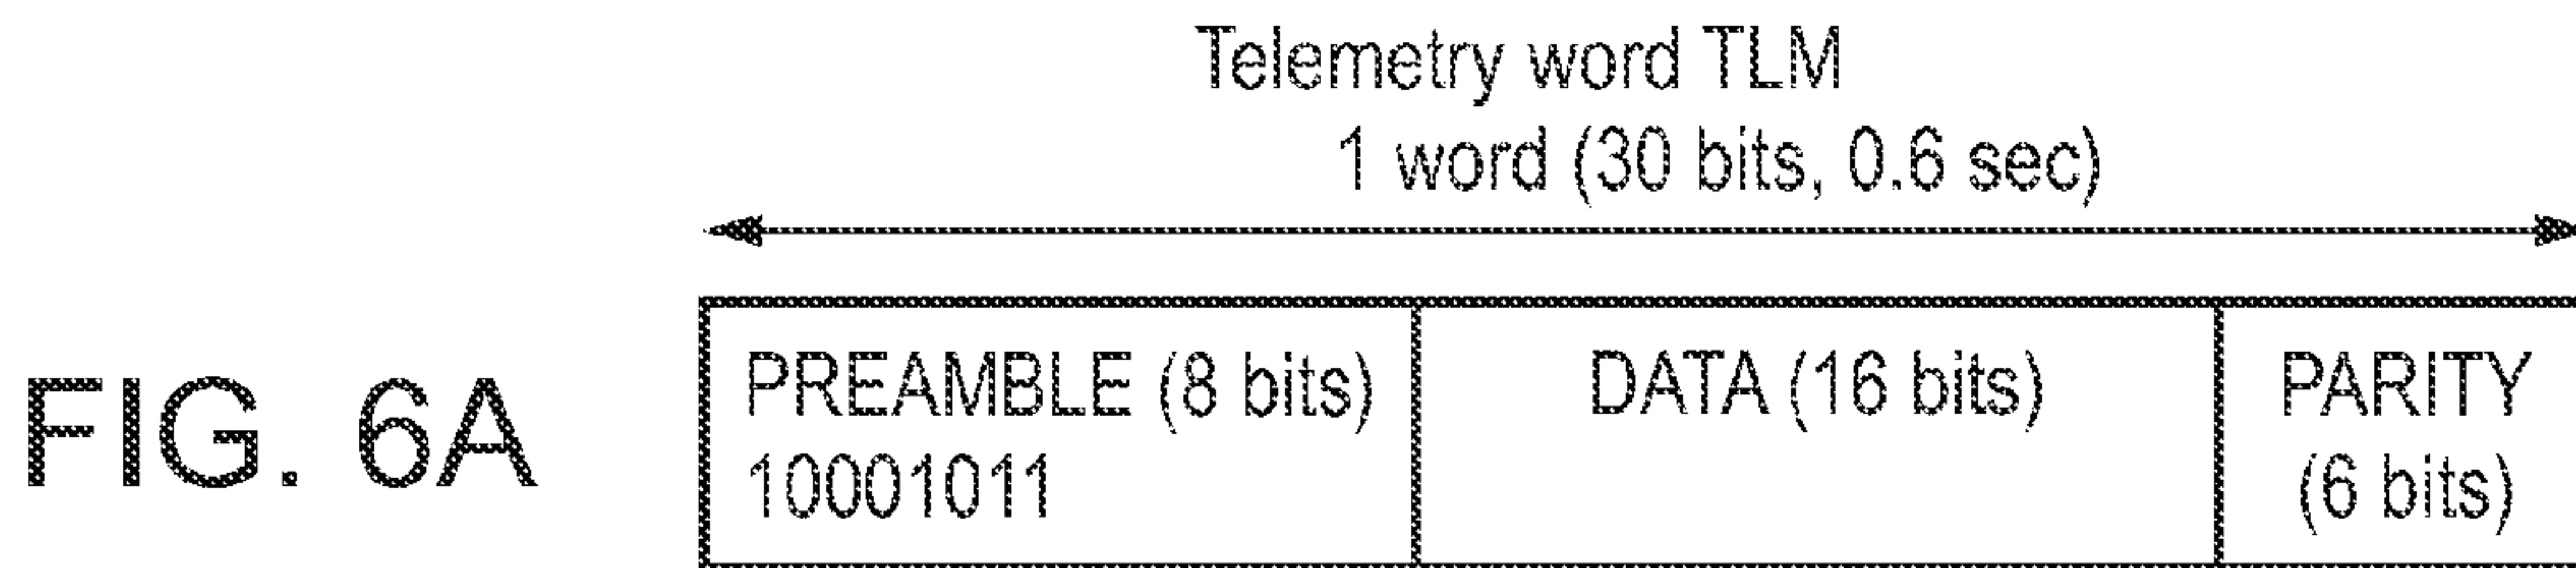 Telemetry word TLM
1 word (30 bits, 0.6 sec)
FIG. 6A
PREAMBLE (8 bits)
10001011
DATA (16 bits)
PARITY
(6 bits)